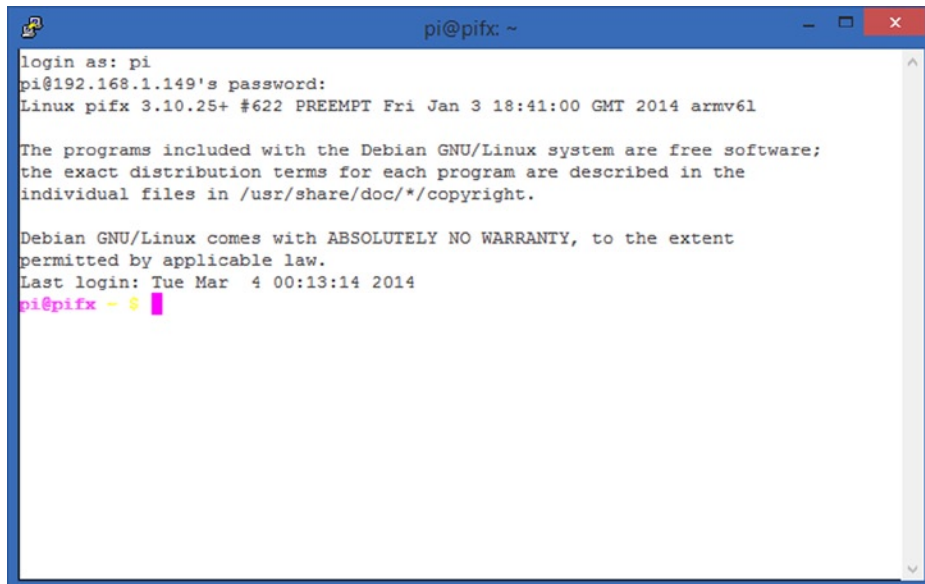 pi@pifx: ~
login as: pi
pi@192.168.1.149's password:
Linux pifx 3.10.25+ #622 PREEMPT Fri Jan 3 18:41:00 GMT 2014 armv6l
The programs included with the Debian GNU/Linux system are free software;
the exact distribution terms for each program are described in the
individual files in /usr/share/doc/*/copyright.
Debian GNU/Linux comes with ABSOLUTELY NO WARRANTY, to the extent
permitted by applicable law.
Last login: Tue Mar  4 00:13:14 2014
pi@pifx ~ $